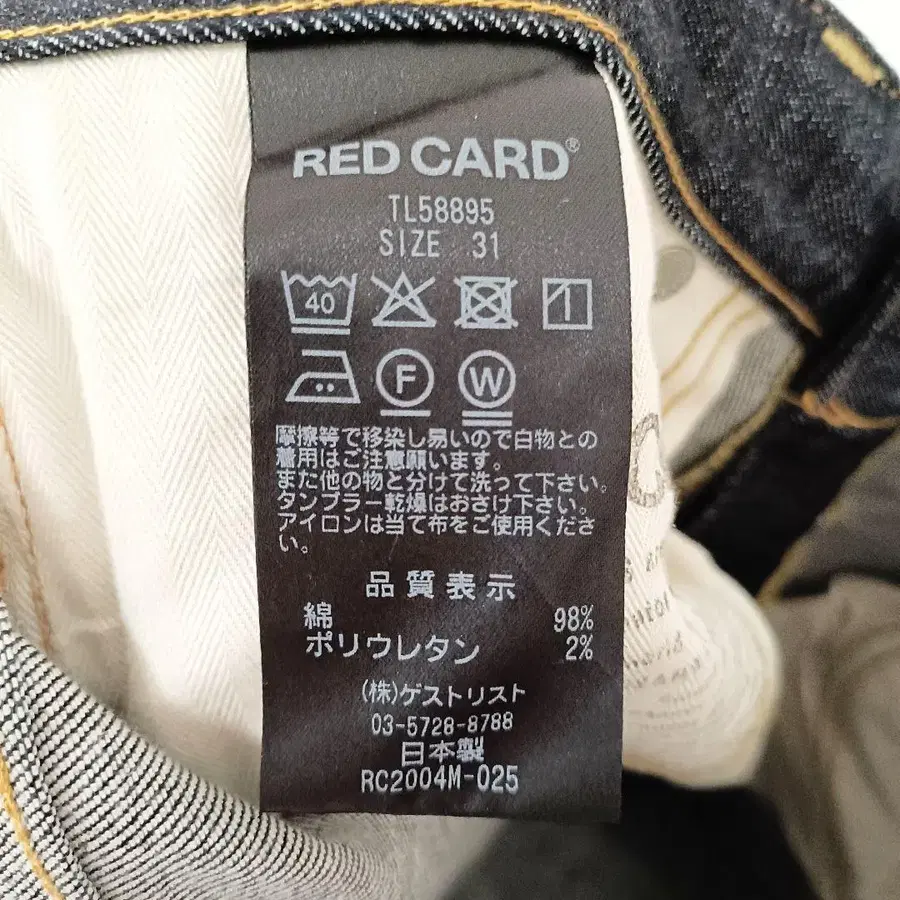 RED CARD®
TL58895
SIZE 31
40
F W
摩擦等で移染し易いので白物との
着用はご注意願います。
また他の物と分けて洗って下さい。
タンブラー乾燥はおさけ下さい。
アイロンは当て布をご使用くださ
い。
品質表示
綿 98%
ポリウレタン 2%
(株)ゲストリスト
03-5728-8788
日本製
RC2004M-025